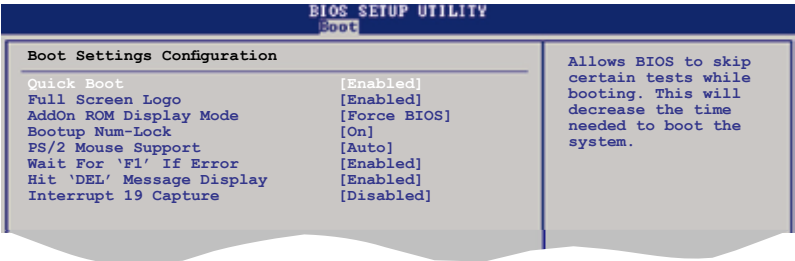 BIOS SETUP UTILITY
Boot
Boot Settings Configuration
Quick Boot [Enabled]
Full Screen Logo [Enabled]
AddOn ROM Display Mode [Force BIOS]
Bootup Num-Lock [On]
PS/2 Mouse Support [Auto]
Wait For ‘F1’ If Error [Enabled]
Hit ‘DEL’ Message Display [Enabled]
Interrupt 19 Capture [Disabled]
Allows BIOS to skip
certain tests while
booting. This will
decrease the time
needed to boot the
system.